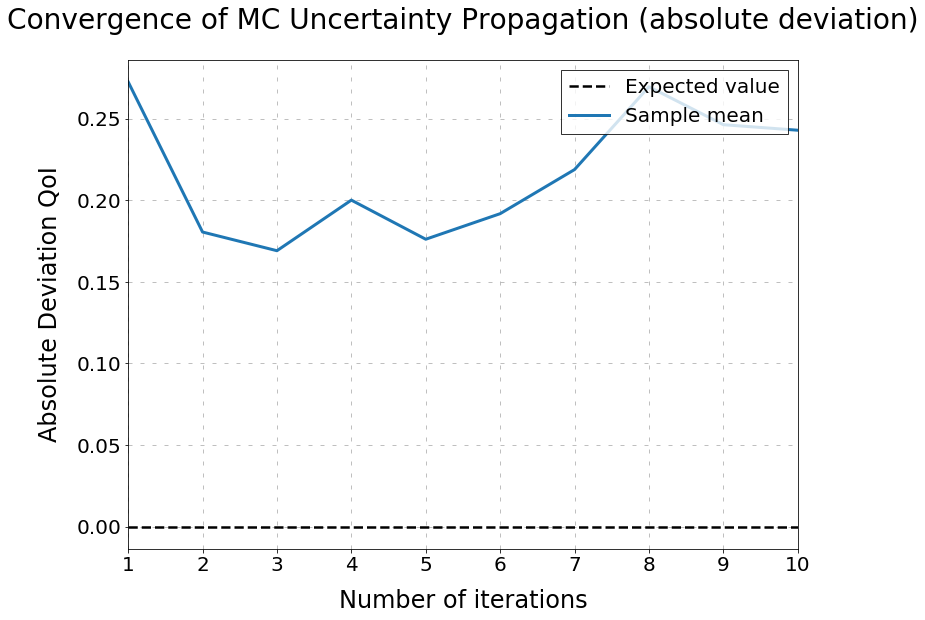 Convergence of MC Uncertainty Propagation (absolute deviation)
Expected value
Sample mean
Absolute Deviation QoI
0.25
0.20
0.15
0.10
0.05
0.00
1 2 3 4 5 6 7 8 9 10
Number of iterations